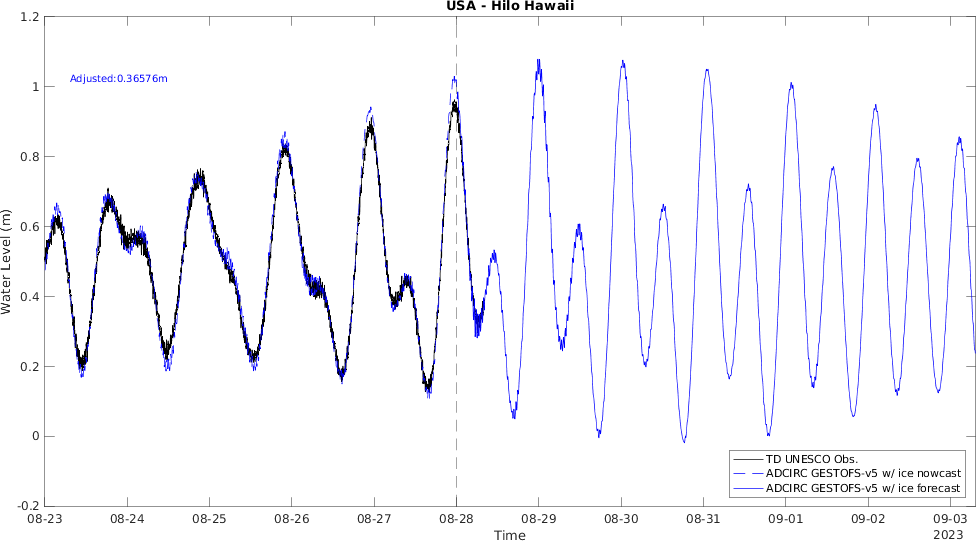 USA - Hilo Hawaii
Adjusted:0.36576m
Water Level (m)
1.2
1
0.8
0.6
0.4
0.2
0
-0.2
TD UNESCO Obs.
ADCIRC GESTOFS-v5 w/ ice nowcast
ADCIRC GESTOFS-v5 w/ ice forecast
08-23 08-24 08-25 08-26 08-27 08-28 08-29 08-30 08-31 09-01 09-02 09-03
2023
Time